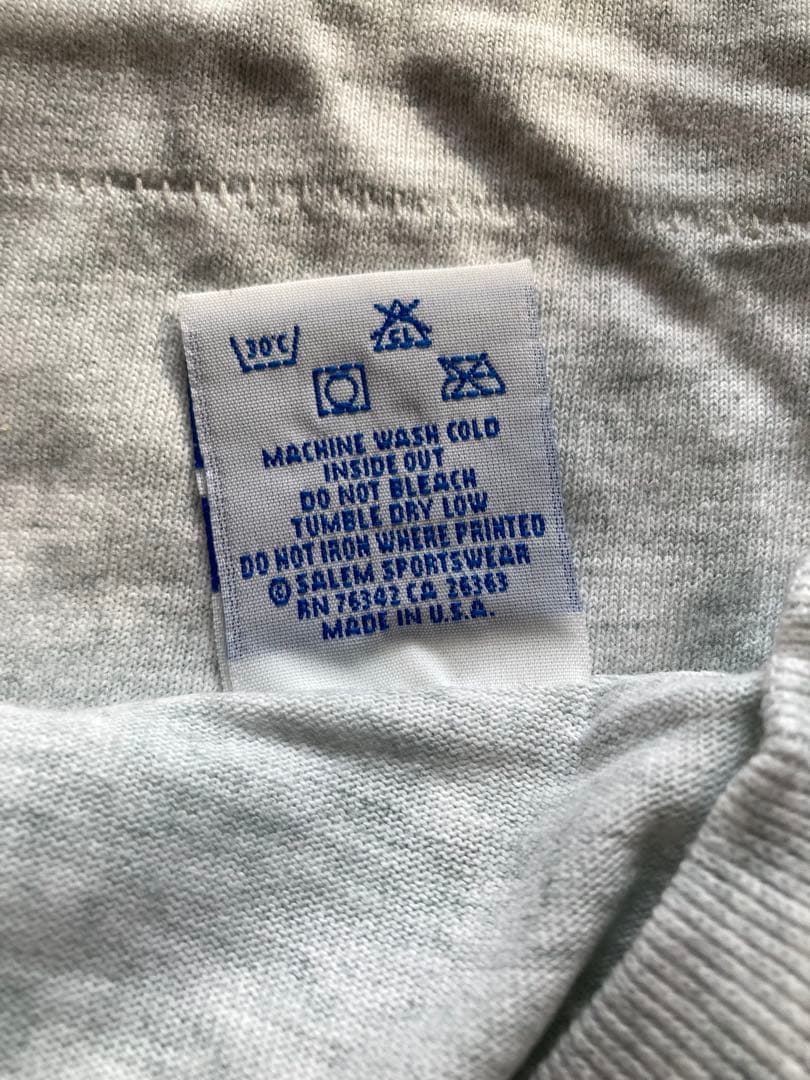 30°C
MACHINE WASH COLD
INSIDE OUT
DO NOT BLEACH
TUMBLE DRY LOW
DO NOT IRON WHERE PRINTED
© SALEM SPORTSWEAR
RN 76342 CA 26363
MADE IN U.S.A.